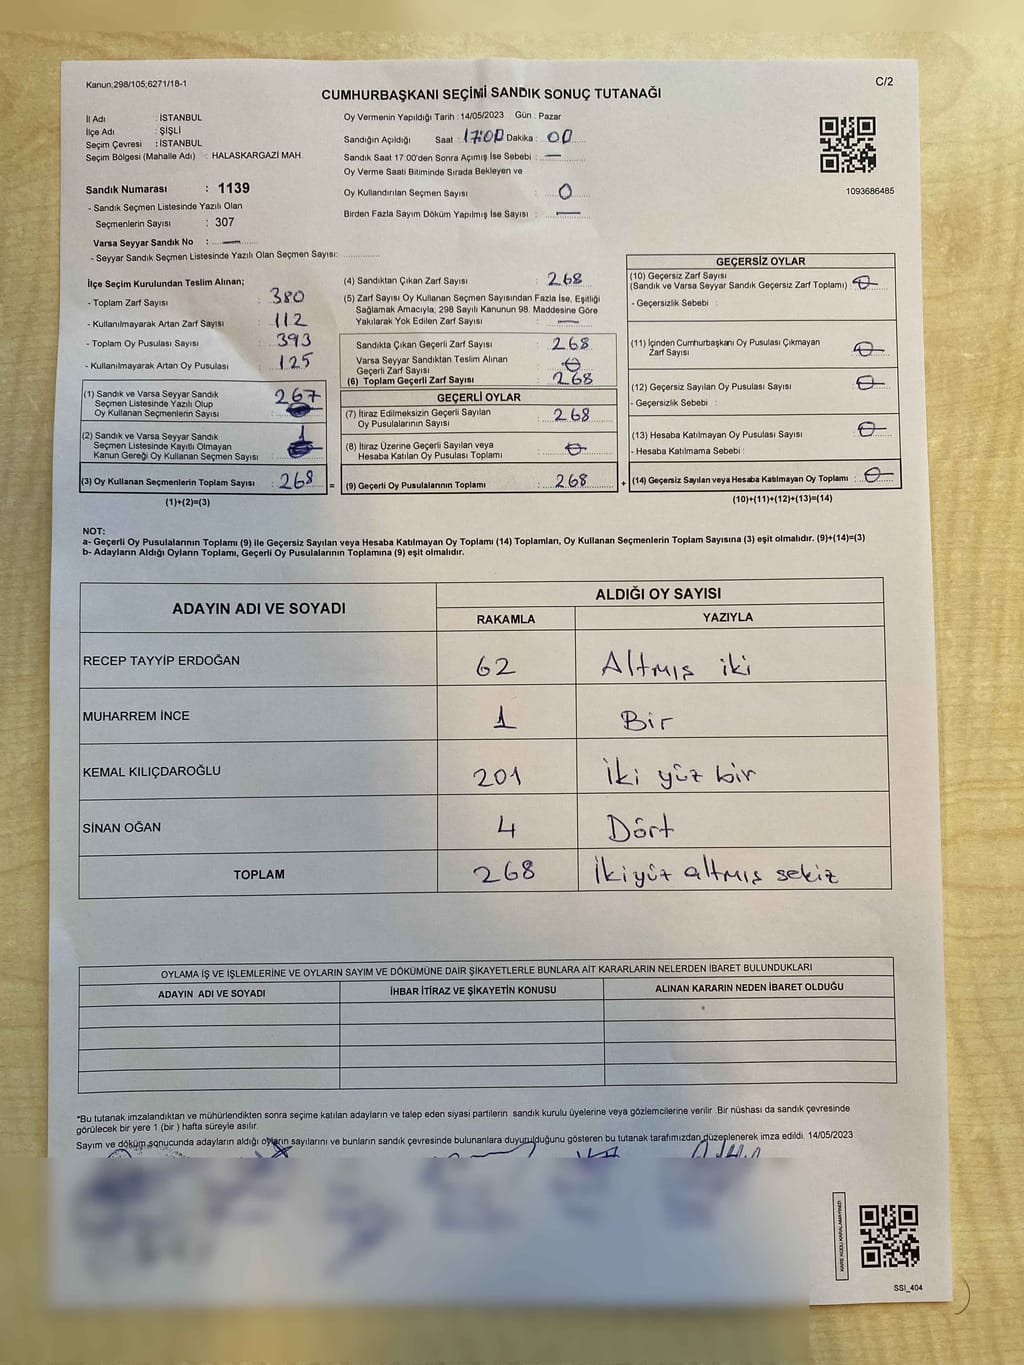 Kanun;298/105;6271/18-1
C/2
CUMHURBAŞKANI SEÇİMİ SANDIK SONUÇ TUTANAĞI
İl Adı : İSTANBUL
İlçe Adı : ŞİŞLİ
Seçim Çevresi : İSTANBUL
Seçim Bölgesi (Mahalle Adı) : HALASKARGAZİ MAH.
Sandık Numarası : 1139
- Sandık Seçmen Listesinde Yazılı Olan
Seçmenlerin Sayısı : 307
Varsa Seyyar Sandık No : —
- Seyyar Sandık Seçmen Listesinde Yazılı Olan Seçmen Sayısı:
Oy Vermenin Yapıldığı Tarih : 14/05/2023 Gün : Pazar
Sandığın Açıldığı Saat : 17:00 Dakika : 00
Sandık Saat 17:00'den Sonra Açımış İse Sebebi : —
Oy Verme Saati Bitiminde Sırada Bekleyen ve
Oy Kullandırılan Seçmen Sayısı : 0
Birden Fazla Sayım Döküm Yapılmış İse Sayısı : —
1093686485
İlçe Seçim Kurulundan Teslim Alınan;
- Toplam Zarf Sayısı : 380
- Kullanılmayarak Artan Zarf Sayısı : 112
- Toplam Oy Pusulası Sayısı : 393
- Kullanılmayarak Artan Oy Pusulası : 125
(1) Sandık ve Varsa Seyyar Sandık
Seçmen Listesinde Yazılı Olup
Oy Kullanan Seçmenlerin Sayısı : 267
(2) Sandık ve Varsa Seyyar Sandık
Seçmen Listesinde Kayıtlı Olmayan
Kanun Gereği Oy Kullanan Seçmen Sayısı : 1
(3) Oy Kullanan Seçmenlerin Toplam Sayısı : 268 =
(1)+(2)=(3)
(4) Sandıktan Çıkan Zarf Sayısı : 268
(5) Zarf Sayısı Oy Kullanan Seçmen Sayısından Fazla İse, Eşitliği
Sağlamak Amacıyla; 298 Sayılı Kanunun 98. Maddesine Göre
Yakılarak Yok Edilen Zarf Sayısı : —
Sandıkta Çıkan Geçerli Zarf Sayısı : 268
Varsa Seyyar Sandıktan Teslim Alınan
Geçerli Zarf Sayısı : 0
(6) Toplam Geçerli Zarf Sayısı : 268
GEÇERLİ OYLAR
(7) İtiraz Edilmeksizin Geçerli Sayılan
Oy Pusulalarının Sayısı : 268
(8) İtiraz Üzerine Geçerli Sayılan veya
Hesaba Katılan Oy Pusulası Toplamı : 0
(9) Geçerli Oy Pusulalarının Toplamı : 268 +
GEÇERSİZ OYLAR
(10) Geçersiz Zarf Sayısı
(Sandık ve Varsa Seyyar Sandık Geçersiz Zarf Toplamı) : 0
- Geçersizlik Sebebi :
(11) İçinden Cumhurbaşkanı Oy Pusulası Çıkmayan
Zarf Sayısı : 0
(12) Geçersiz Sayılan Oy Pusulası Sayısı : 0
- Geçersizlik Sebebi :
(13) Hesaba Katılmayan Oy Pusulası Sayısı : 0
- Hesaba Katılmama Sebebi :
(14) Geçersiz Sayılan veya Hesaba Katılmayan Oy Toplamı : 0
(10)+(11)+(12)+(13)=(14)
NOT:
a- Geçerli Oy Pusulalarının Toplamı (9) ile Geçersiz Sayılan veya Hesaba Katılmayan Oy Toplamı (14) Toplamları, Oy Kullanan Seçmenlerin Toplam Sayısına (3) eşit olmalıdır. (9)+(14)=(3)
b- Adayların Aldığı Oyların Toplamı, Geçerli Oy Pusulalarının Toplamına (9) eşit olmalıdır.
ADAYIN ADI VE SOYADI
ALDIĞI OY SAYISI
RAKAMLA YAZIYLA
RECEP TAYYİP ERDOĞAN 62 Altmış iki
MUHARREM İNCE 1 Bir
KEMAL KILIÇDAROĞLU 201 İki yüz bir
SİNAN OĞAN 4 Dört
TOPLAM 268 İkiyüz altmış sekiz
OYLAMA İŞ VE İŞLEMLERİNE VE OYLARIN SAYIM VE DÖKÜMÜNE DAİR ŞİKAYETLERLE BUNLARA AİT KARARLARIN NELERDEN İBARET BULUNDUKLARI
ADAYIN ADI VE SOYADI İHBAR İTİRAZ VE ŞİKAYETİN KONUSU ALINAN KARARIN NEDEN İBARET OLDUĞU
*Bu tutanak imzalandıktan ve mühürlendikten sonra seçime katılan adayların ve talep eden siyasi partilerin sandık kurulu üyelerine veya gözlemcilerine verilir .Bir nüshası da sandık çevresinde
görülecek bir yere 1 (bir ) hafta süreyle asılır.
Sayım ve döküm sonucunda adayların aldığı oyların sayılarını ve bunların sandık çevresinde bulunanlara duyurulduğunu gösteren bu tutanak tarafımızdan düzenlenerek imza edildi. 14/05/2023
KARE KODU KARALAMAYINIZ!
SSI_404